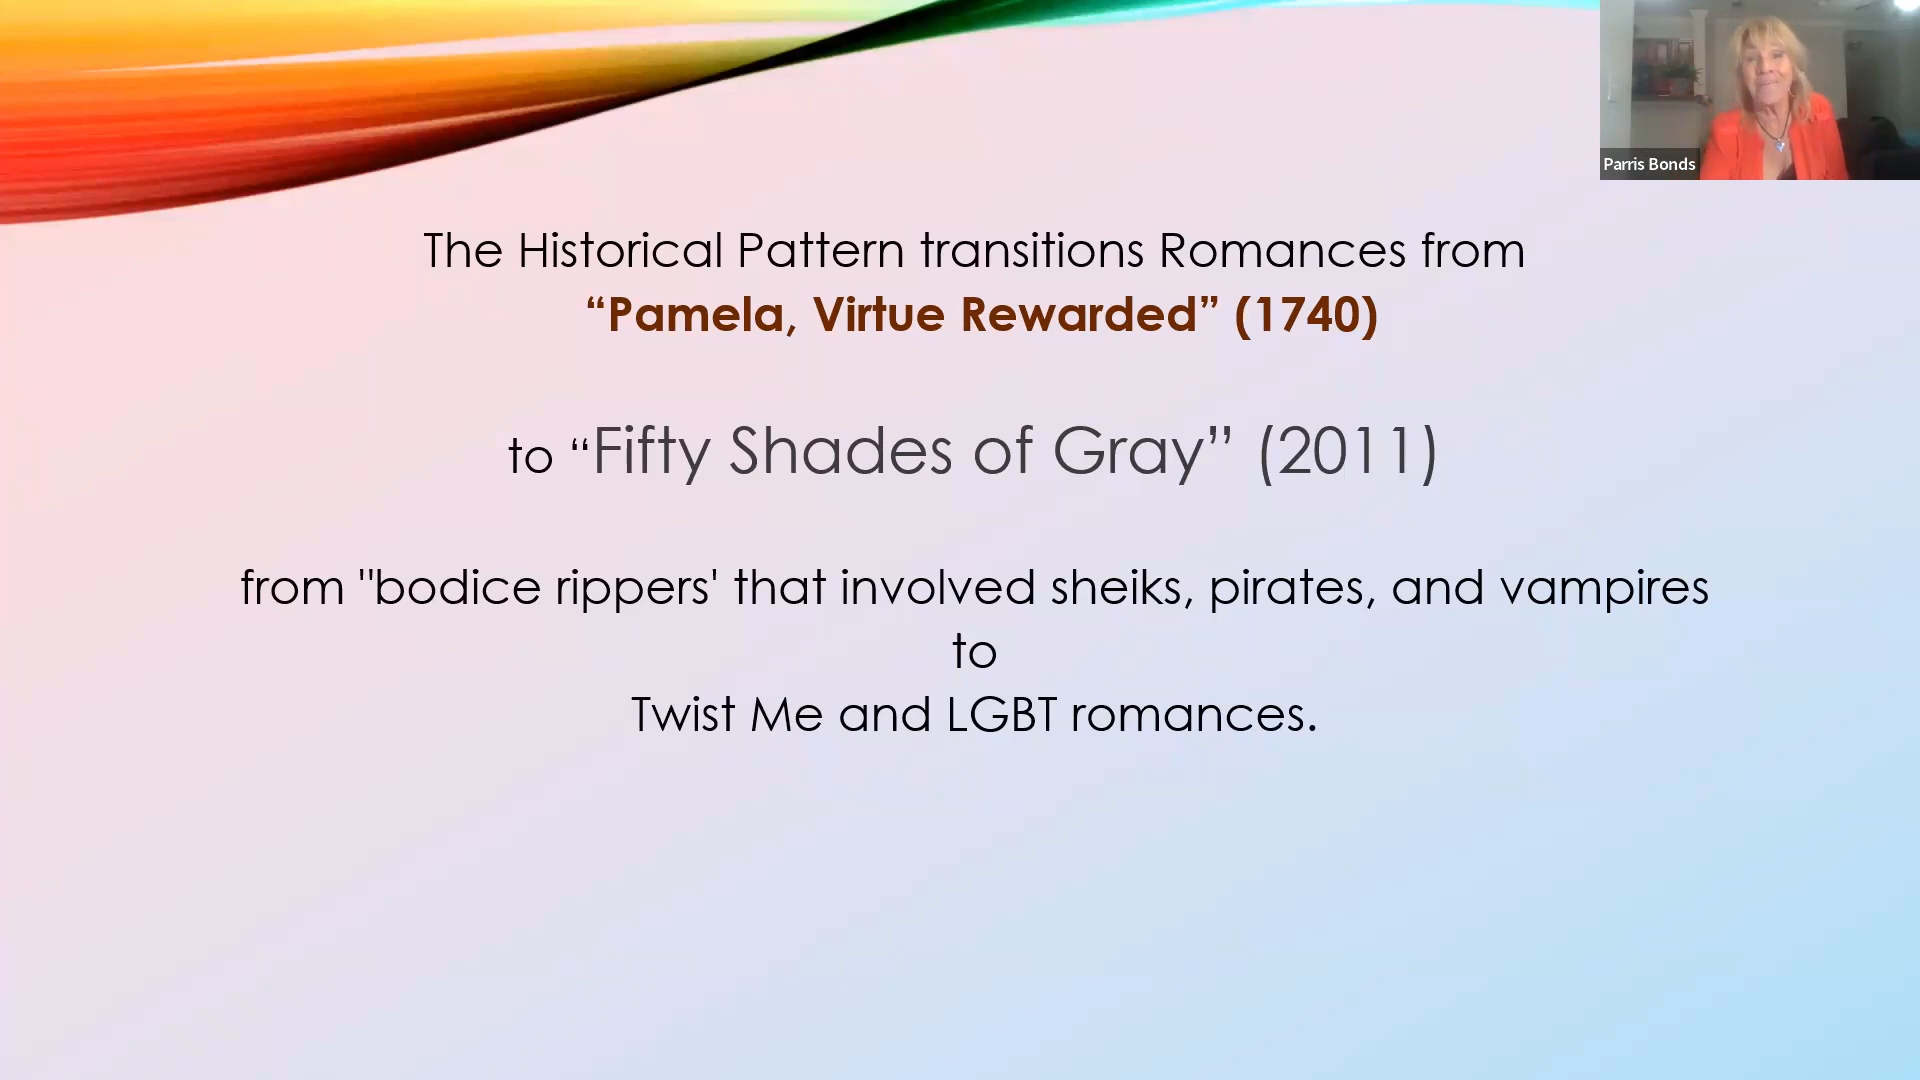 Parris Bonds
The Historical Pattern transitions Romances from
“Pamela, Virtue Rewarded” (1740)
to “Fifty Shades of Gray” (2011)
from "bodice rippers' that involved sheiks, pirates, and vampires
to
Twist Me and LGBT romances.